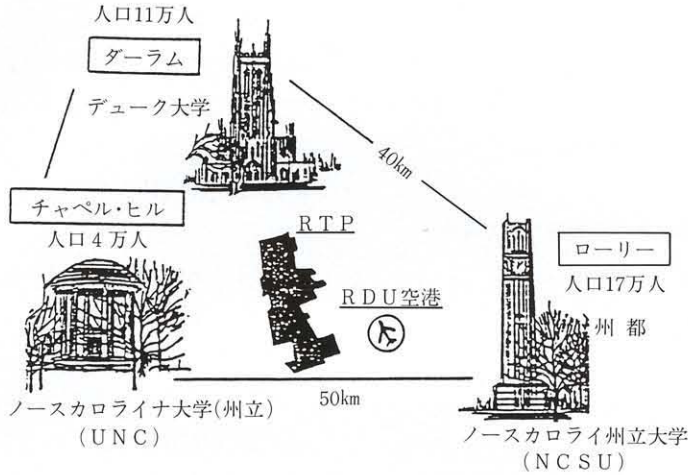 人口11万人
ダーラム
デューク大学
40km
チャペル・ヒル
人口4万人
RTP
RDU空港
ローリー
人口17万人
州都
50km
ノースカロライナ大学(州立)
(UNC)
ノースカロライ州立大学
(NCSU)